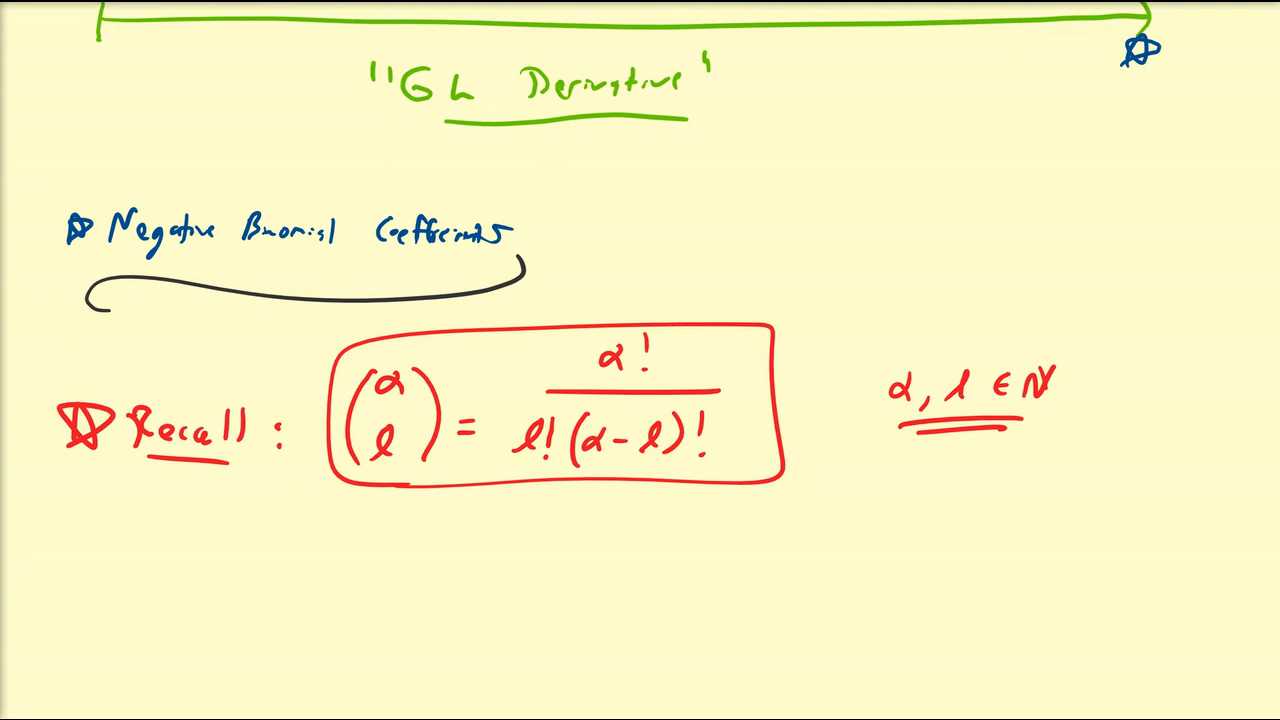 "GL Derivative"
☆ Negative Binomial Coefficients
☆ Recall: (α ℓ) = α! / ℓ!(α-ℓ)!   α, ℓ ∈ ℕ